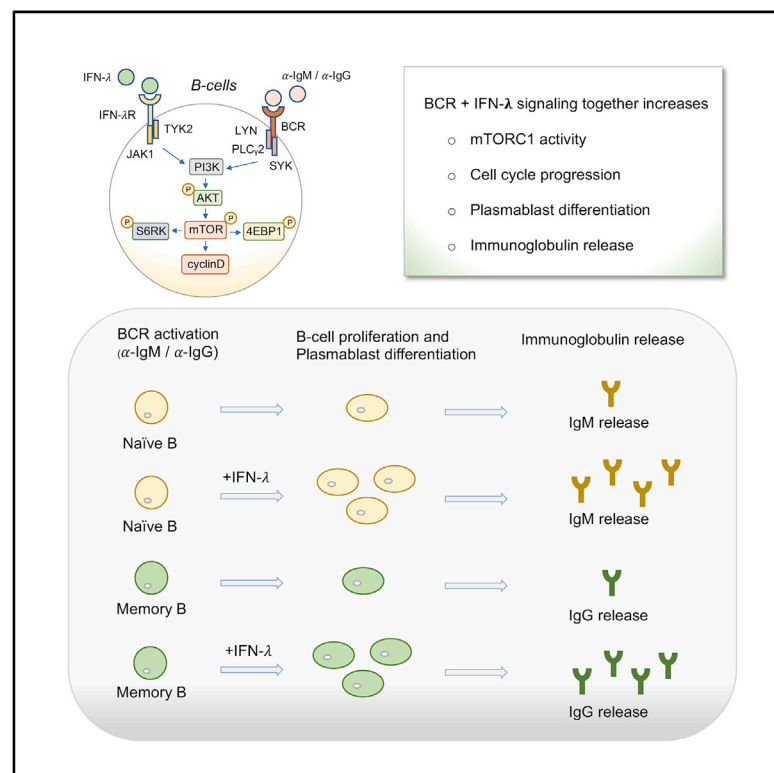 IFN-λ
B-cells
α-IgM / α-IgG
IFN-λR
TYK2
JAK1
LYN
BCR
PLCγ2
SYK
PI3K
P
AKT
P
S6RK
mTOR
P
4EBP1
P
cyclinD
BCR + IFN-λ signaling together increases
○ mTORC1 activity
○ Cell cycle progression
○ Plasmablast differentiation
○ Immunoglobulin release
BCR activation
(α-IgM / α-IgG)
B-cell proliferation and
Plasmablast differentiation
Immunoglobulin release
Naïve B
IgM release
+IFN-λ
Naïve B
IgM release
Memory B
IgG release
+IFN-λ
Memory B
IgG release